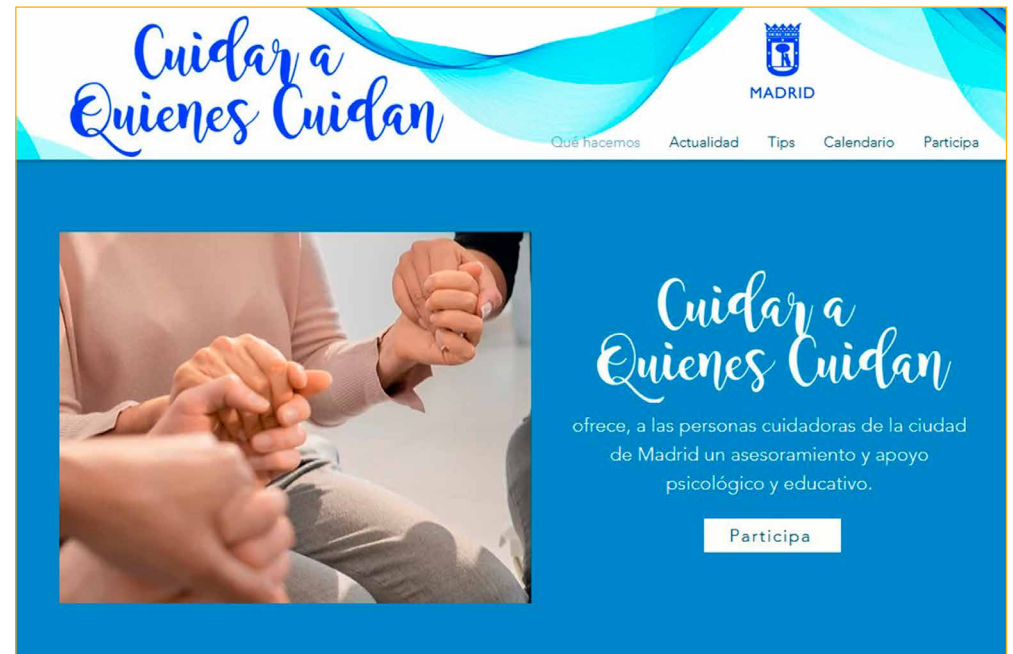 Cuidar a
Quienes Cuidan
MADRID
Qué hacemos Actualidad Tips Calendario Participa
Cuidar a
Quienes Cuidan
ofrece, a las personas cuidadoras de la ciudad
de Madrid un asesoramiento y apoyo
psicológico y educativo.
Participa